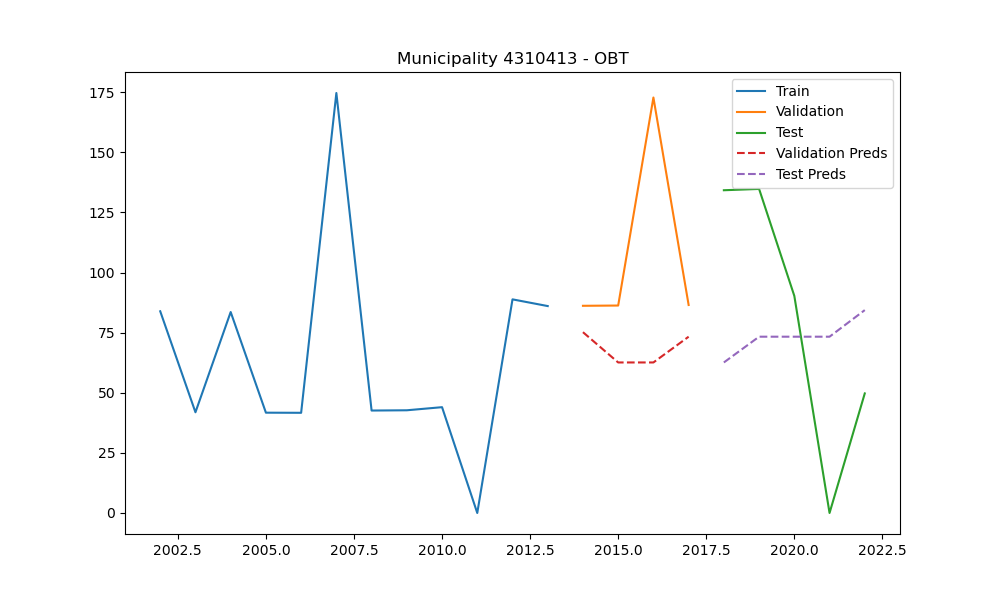 Municipality 4310413 - OBT
Train
Validation
Test
Validation Preds
Test Preds
175
150
125
100
75
50
25
0
2002.5 2005.0 2007.5 2010.0 2012.5 2015.0 2017.5 2020.0 2022.5